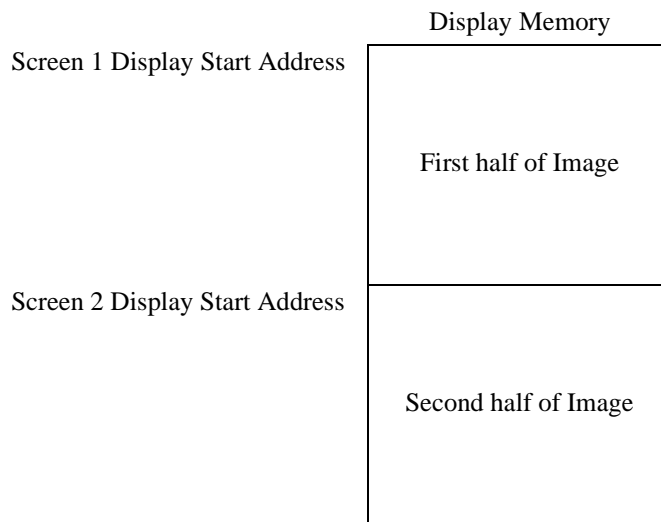 Display Memory
Screen 1 Display Start Address
First half of Image
Screen 2 Display Start Address
Second half of Image